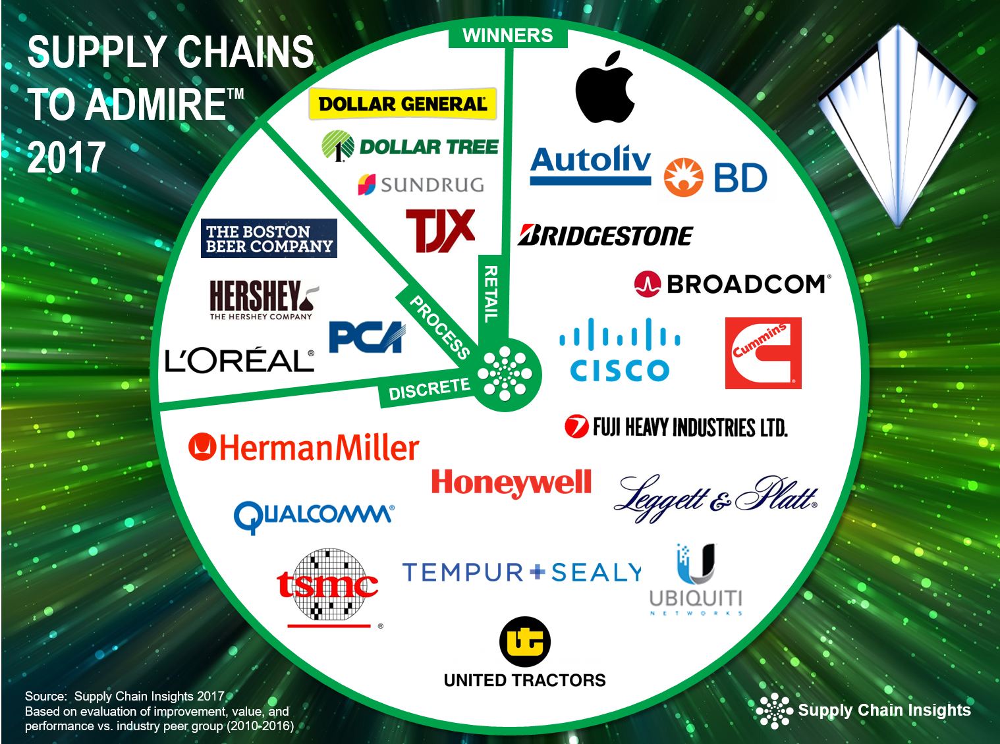 SUPPLY CHAINS
TO ADMIRE™
2017
WINNERS
DOLLAR GENERAL
1
DOLLAR TREE
SUNDRUG
TJX
RETAIL
THE BOSTON
BEER COMPANY
HERSHEY
THE HERSHEY COMPANY
PCA
L'ORÉAL®
PROCESS
DISCRETE
Autoliv
BD
BRIDGESTONE
BROADCOM®
CISCO
Cummins
FUJI HEAVY INDUSTRIES LTD.
HermanMiller
Honeywell
Leggett & Platt®
QUALCOMM®
tsmc®
TEMPUR+SEALY
UBIQUITI
NETWORKS
ut
UNITED TRACTORS
Source: Supply Chain Insights 2017
Based on evaluation of improvement, value, and
performance vs. industry peer group (2010-2016)
Supply Chain Insights